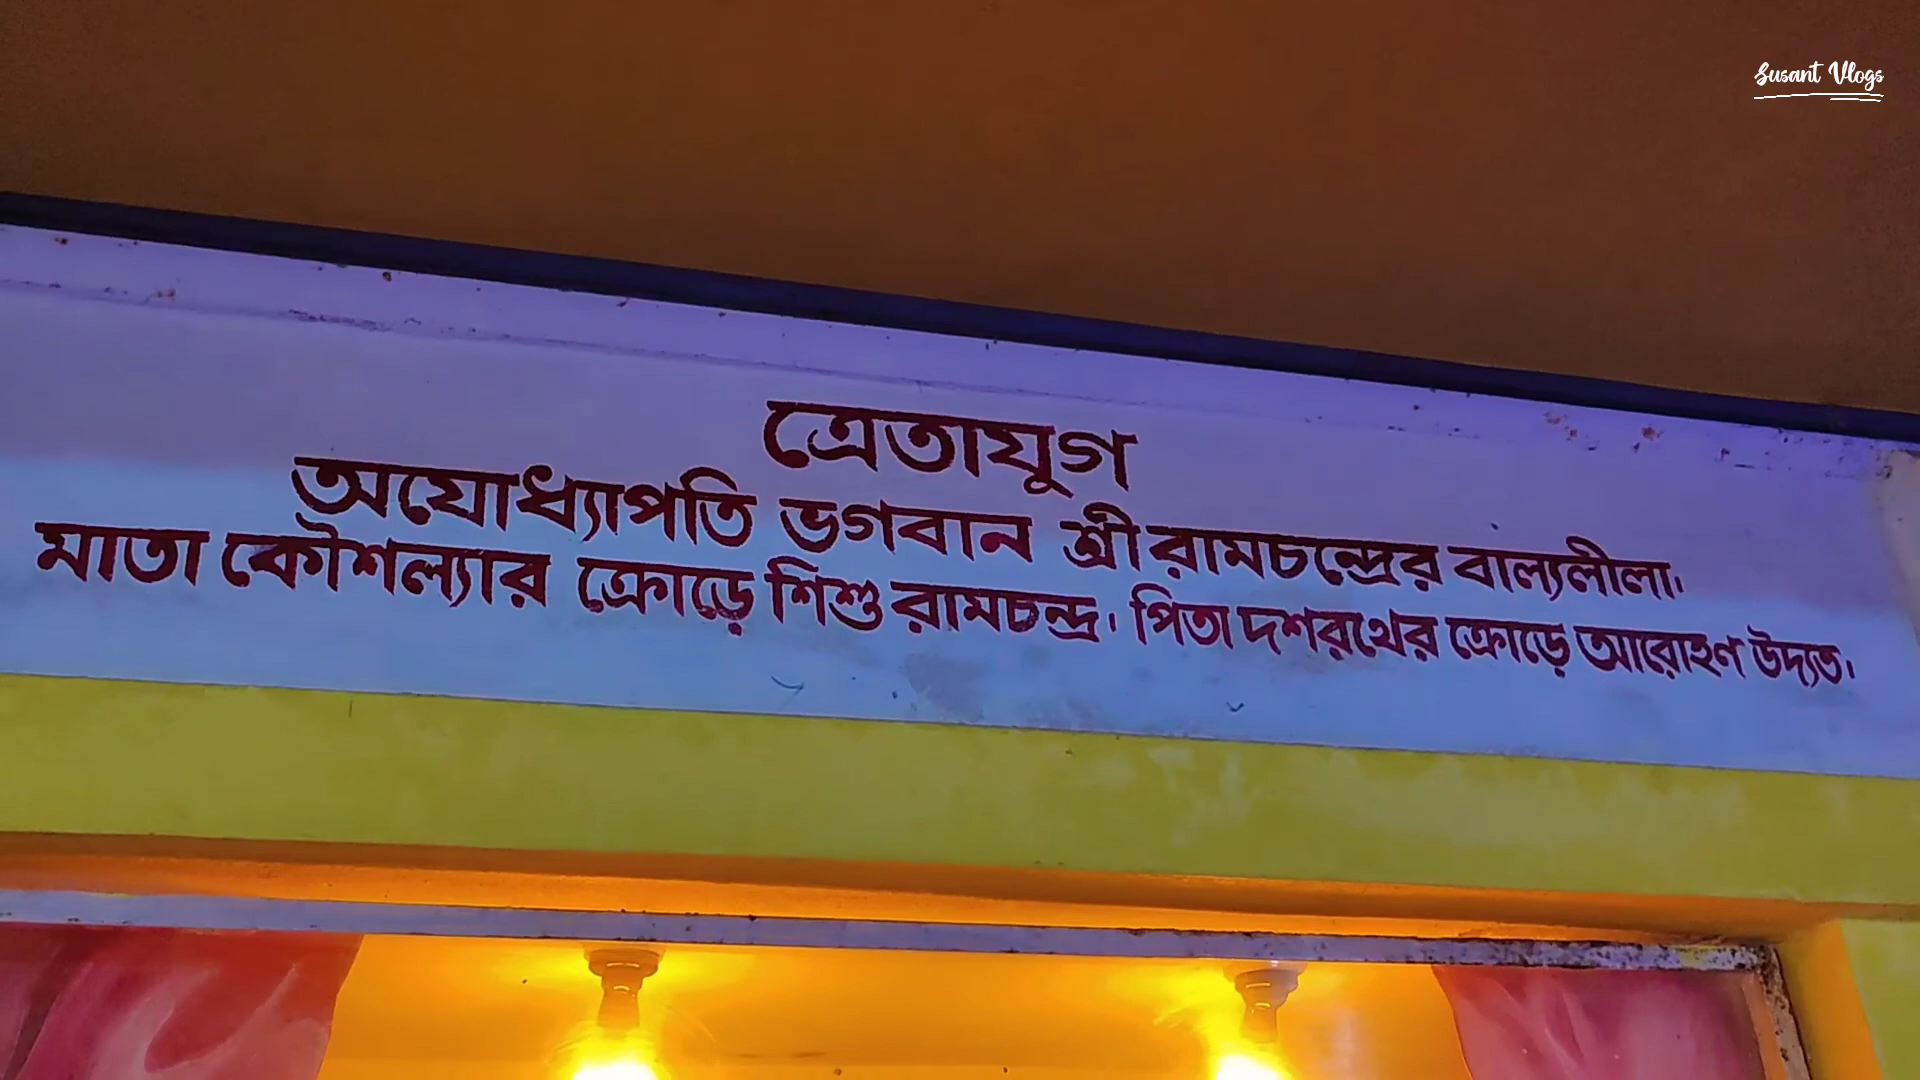 Susant Vlogs
ত্রেতাযুগ
অযোধ্যাপতি ভগবান শ্রীরামচন্দ্রের বাল্যলীলা।
মাতা কৌশল্যার ক্রোড়ে শিশু রামচন্দ্র। পিতা দশরথের ক্রোড়ে আরোহণ উদ্যত।